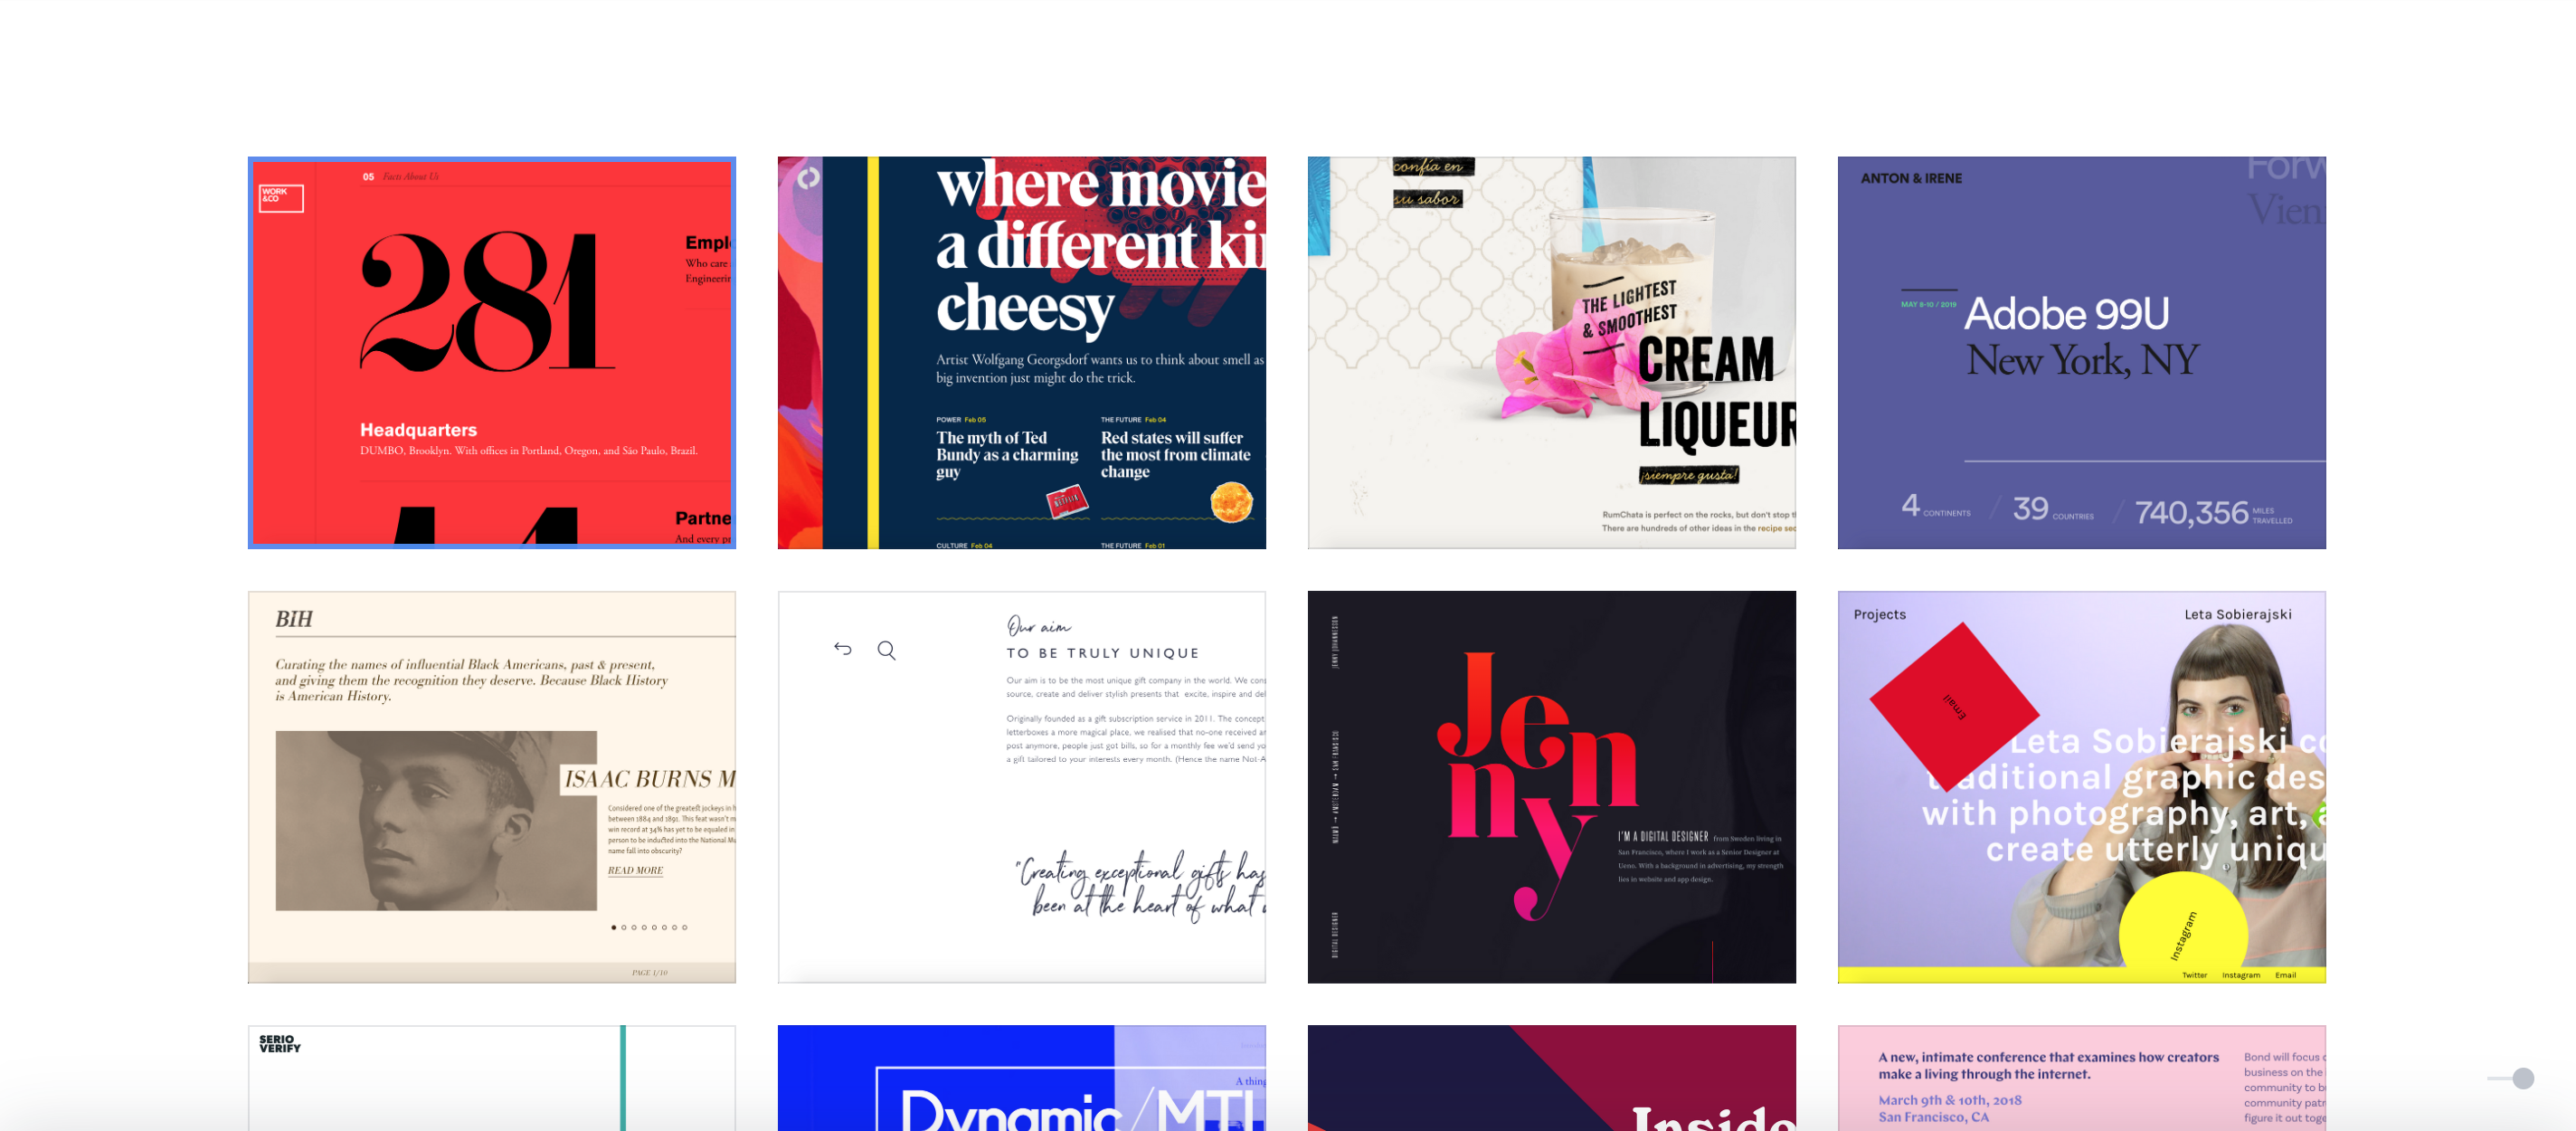 05 Facts About Us
WORK
&CO
281
Empl
Who care
Engineerin
Headquarters
DUMBO, Brooklyn. With offices in Portland, Oregon, and São Paulo, Brazil.
Partne
And every pr
where movie
a different ki
cheesy
Artist Wolfgang Georgsdorf wants us to think about smell as
big invention just might do the trick.
POWER Feb 05
The myth of Ted
Bundy as a charming
guy
THE FUTURE Feb 04
Red states will suffer
the most from climate
change
NETFLIX
CULTURE Feb 04
THE FUTURE Feb 01
confía en
su sabor
THE LIGHTEST
& SMOOTHEST
CREAM
LIQUEUR
¡siempre gusta!
RumChata is perfect on the rocks, but don't stop t
There are hundreds of other ideas in the recipe sec
ANTON & IRENE
Forw
Vien
MAY 8-10 / 2019
Adobe 99U
New York, NY
4 CONTINENTS / 39 COUNTRIES / 740,356 MILES TRAVELLED
BIH
Curating the names of influential Black Americans, past & present,
and giving them the recognition they deserve. Because Black History
is American History.
ISAAC BURNS M
Considered one of the greatest jockeys in h
between 1884 and 1891. This feat wasn't m
win record at 34% has yet to be equaled in
person to be inducted into the National Mu
name fall into obscurity?
READ MORE
PAGE 1/10
Our aim
TO BE TRULY UNIQUE
Our aim is to be the most unique gift company in the world. We cons
source, create and deliver stylish presents that excite, inspire and del
Originally founded as a gift subscription service in 2011. The concept
letterboxes a more magical place, we realised that no-one received an
post anymore, people just got bills, so for a monthly fee we'd send yo
a gift tailored to your interests every month. (Hence the name Not-A
"Creating exceptional gifts has
been at the heart of what
JENNY JOHANNESSON
DIGITAL DESIGNER
Je
nn
ny
I'M A DIGITAL DESIGNER from Sweden living in
San Francisco, where I work as a Senior Designer at
Ueno. With a background in advertising, my strength
lies in website and app design.
Projects
Leta Sobierajski
Email
Leta Sobierajski co
traditional graphic des
with photography, art, a
create utterly uniqu
Instagram
Twitter Instagram Email
SERIO
VERIFY
A thing
Dynamic/MTL
Inside
A new, intimate conference that examines how creators
make a living through the internet.
March 9th & 10th, 2018
San Francisco, CA
Bond will focus o
business on the
community to b
community patr
figure it out toge